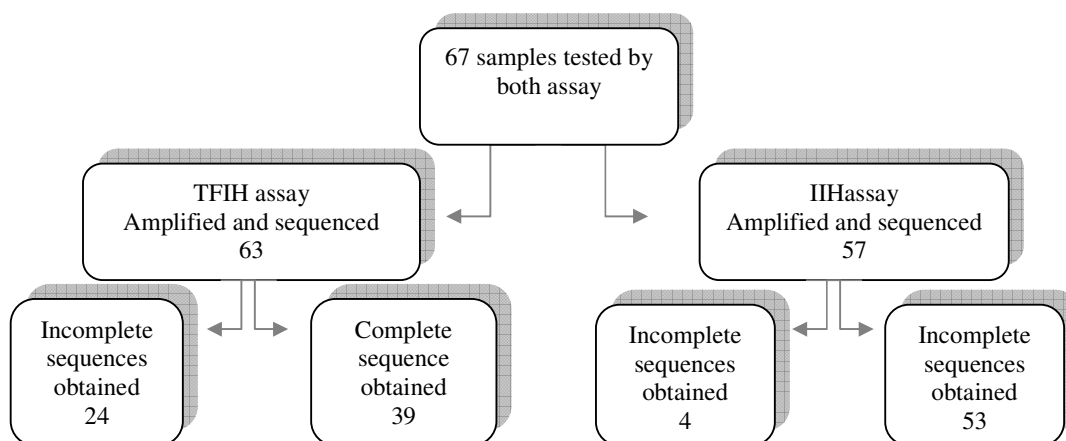 67 samples tested by
both assay
TFIH assay
Amplified and sequenced
63
IIHassay
Amplified and sequenced
57
Incomplete
sequences
obtained
24
Complete
sequence
obtained
39
Incomplete
sequences
obtained
4
Incomplete
sequences
obtained
53